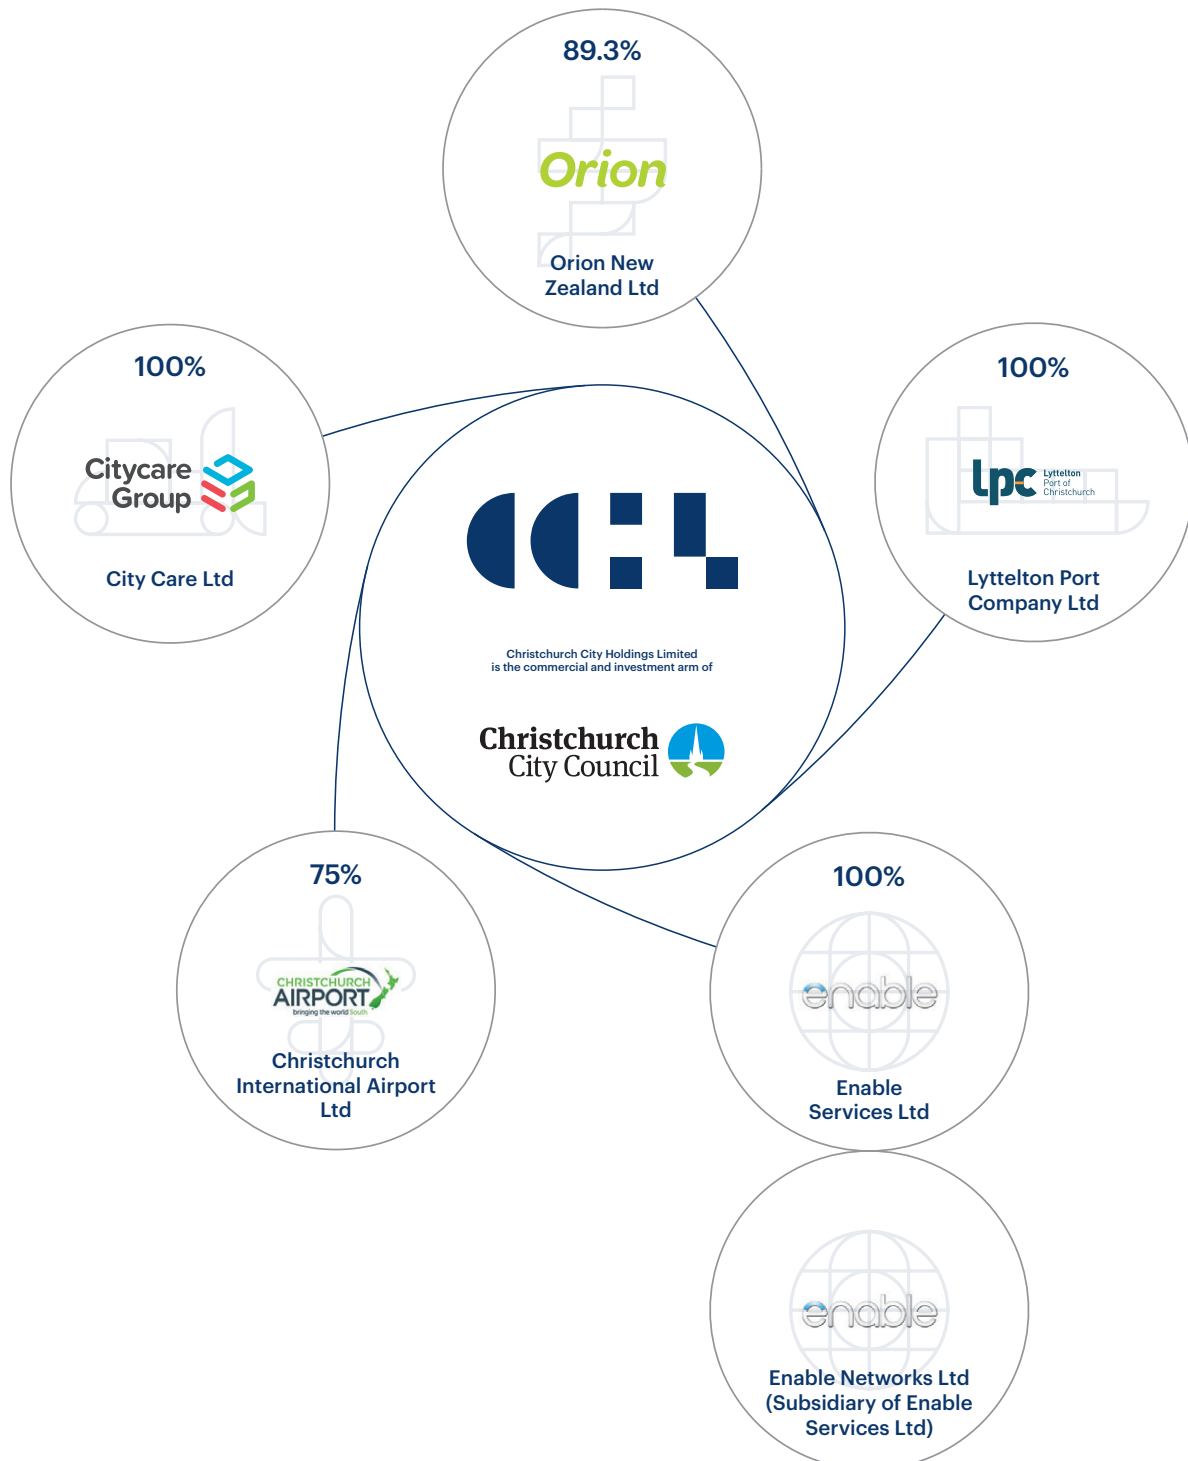 89.3%
Orion
Orion New
Zealand Ltd
100%
Citycare
Group
City Care Ltd
100%
lpc
Lyttelton
Port of
Christchurch
Lyttelton Port
Company Ltd
CCHL
Christchurch City Holdings Limited
is the commercial and investment arm of
Christchurch
City Council
75%
CHRISTCHURCH
AIRPORT
bringing the world South
Christchurch
International Airport
Ltd
100%
enable
Enable
Services Ltd
enable
Enable Networks Ltd
(Subsidiary of Enable
Services Ltd)